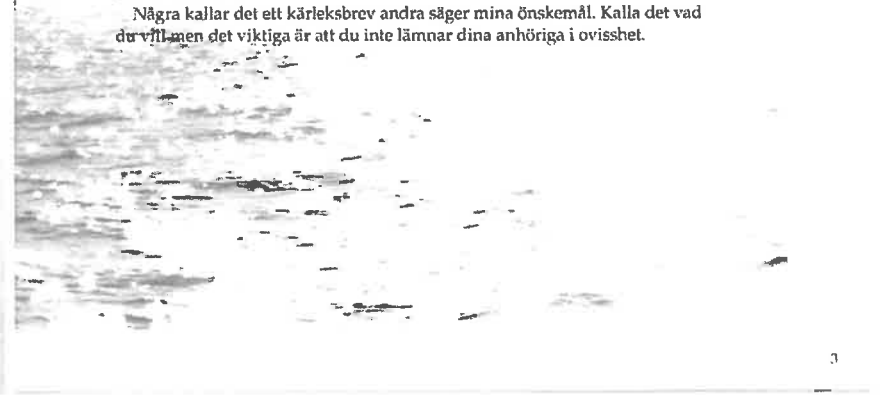 Några kallar det ett kärleksbrev andra säger mina önskemål. Kalla det vad
du vill men det viktiga är att du inte lämnar dina anhöriga i ovisshet.
3